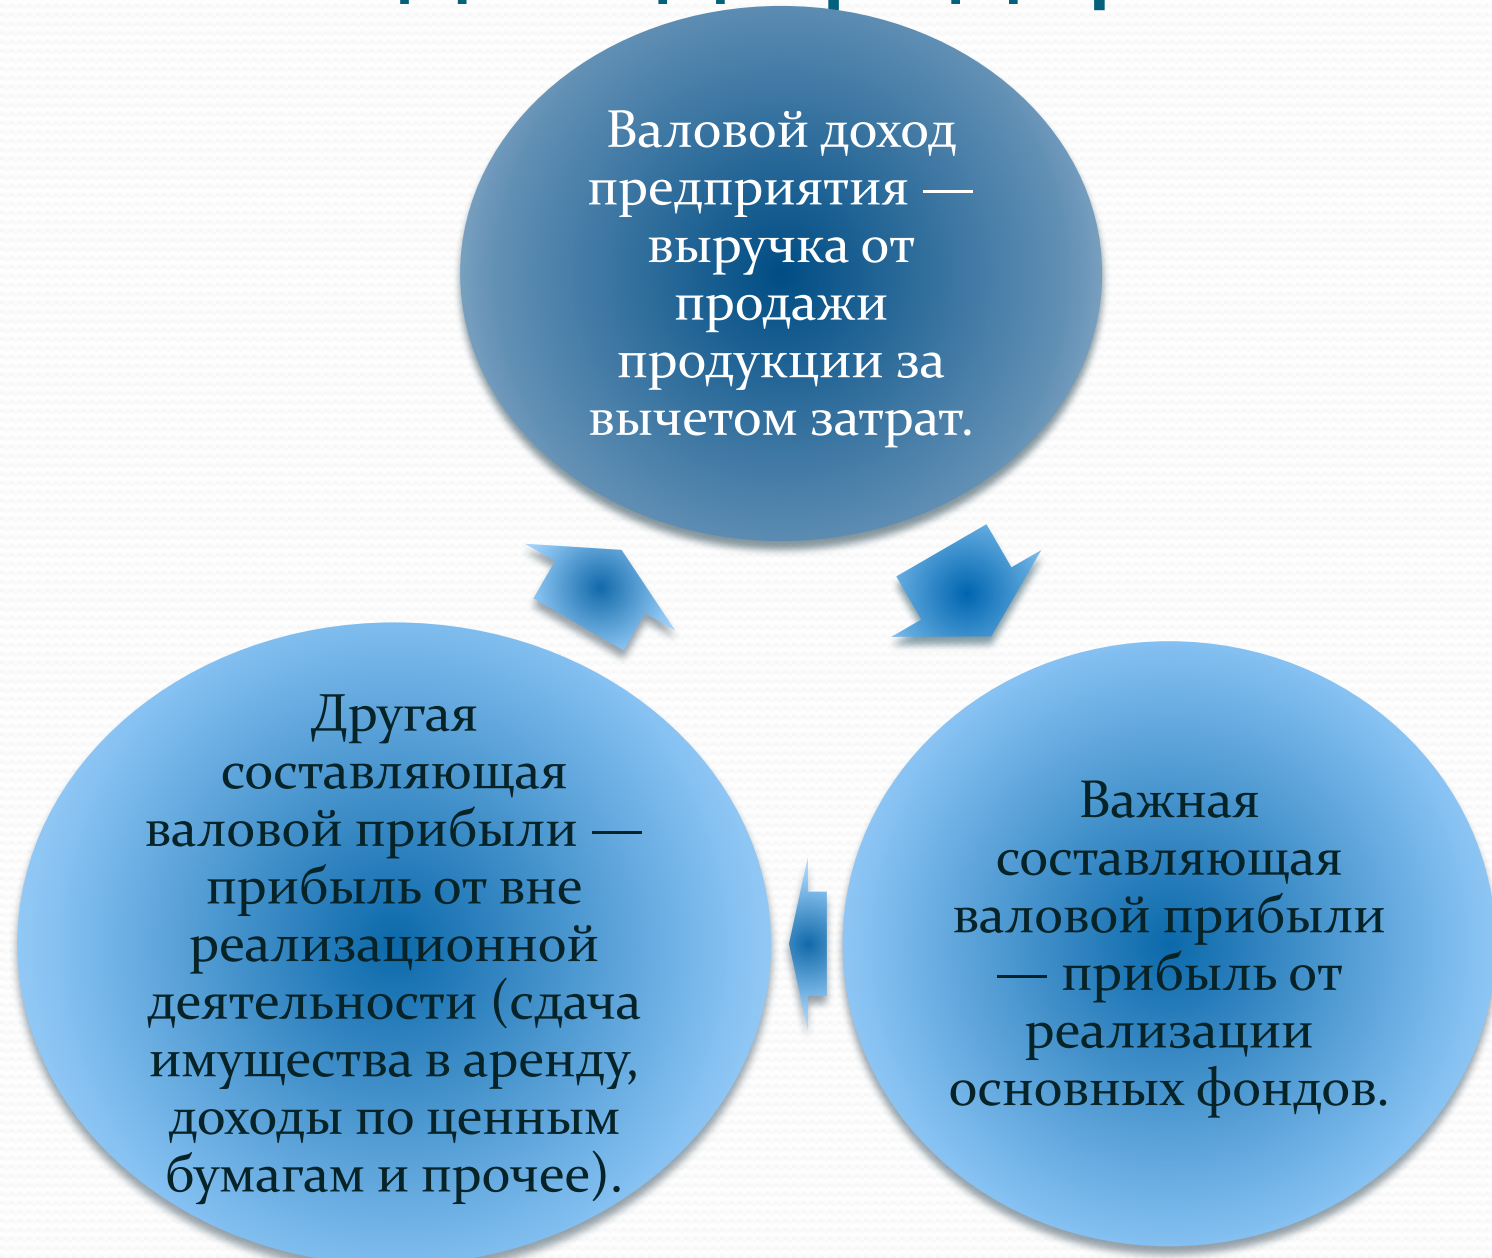 Валовой доход
предприятия —
выручка от
продажи
продукции за
вычетом затрат.
Важная
составляющая
валовой прибыли
— прибыль от
реализации
основных фондов.
Другая
составляющая
валовой прибыли —
прибыль от вне
реализационной
деятельности (сдача
имущества в аренду,
доходы по ценным
бумагам и прочее).